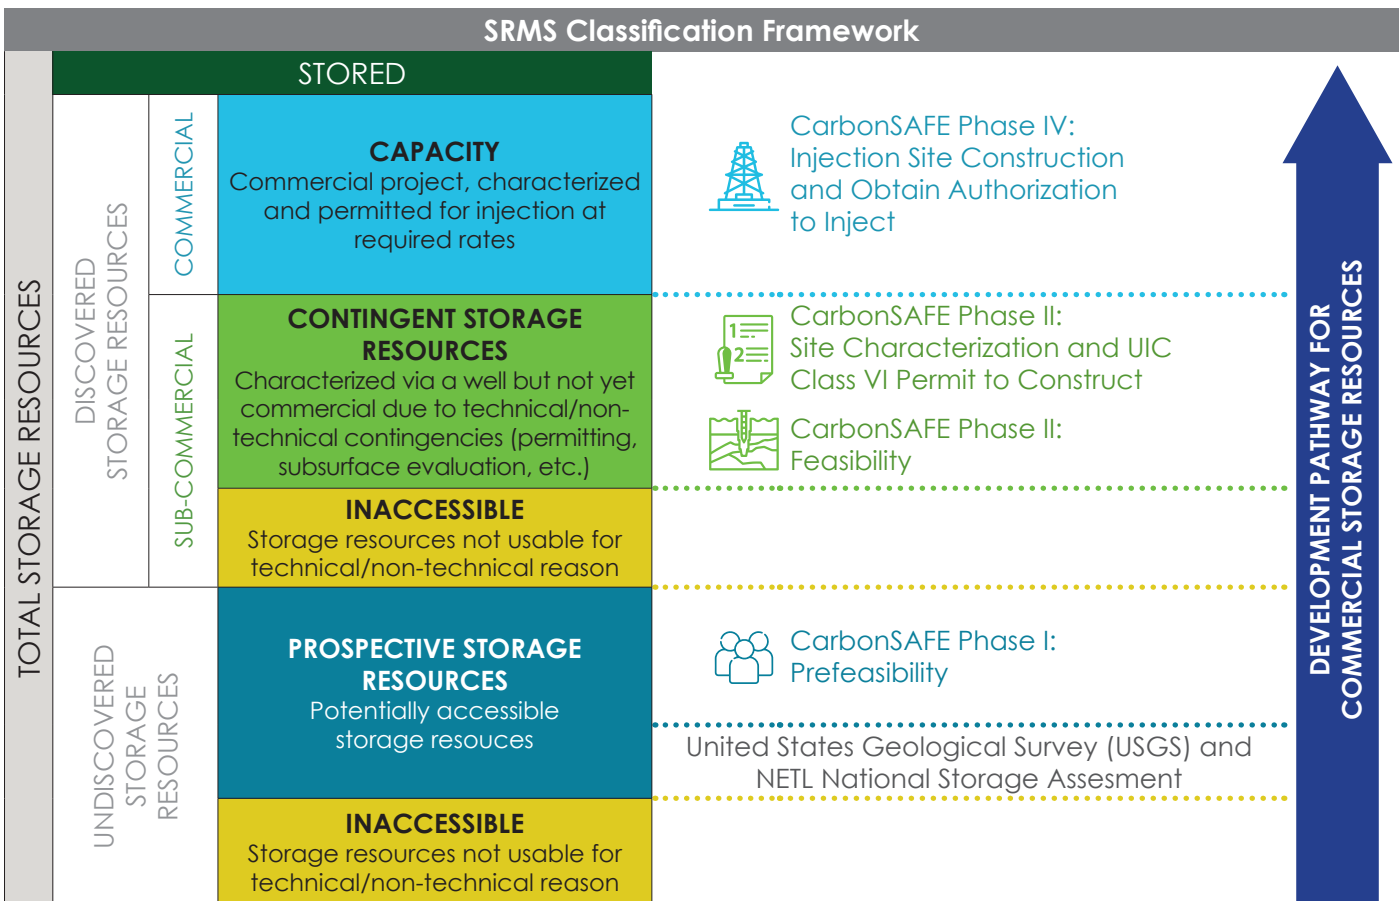 SRMS Classification Framework
TOTAL STORAGE RESOURCES
STORED
DISCOVERED
STORAGE RESOURCES
COMMERCIAL
CAPACITY
Commercial project, characterized
and permitted for injection at
required rates
CarbonSAFE Phase IV:
Injection Site Construction
and Obtain Authorization
to Inject
SUB-COMMERCIAL
CONTINGENT STORAGE
RESOURCES
Characterized via a well but not yet
commercial due to technical/non-
technical contingencies (permitting,
subsurface evaluation, etc.)
1
2
CarbonSAFE Phase II:
Site Characterization and UIC
Class VI Permit to Construct
CarbonSAFE Phase II:
Feasibility
INACCESSIBLE
Storage resources not usable for
technical/non-technical reason
UNDISCOVERED
STORAGE
RESOURCES
PROSPECTIVE STORAGE
RESOURCES
Potentially accessible
storage resouces
CarbonSAFE Phase I:
Prefeasibility
United States Geological Survey (USGS) and
NETL National Storage Assesment
INACCESSIBLE
Storage resources not usable for
technical/non-technical reason
DEVELOPMENT PATHWAY FOR
COMMERCIAL STORAGE RESOURCES